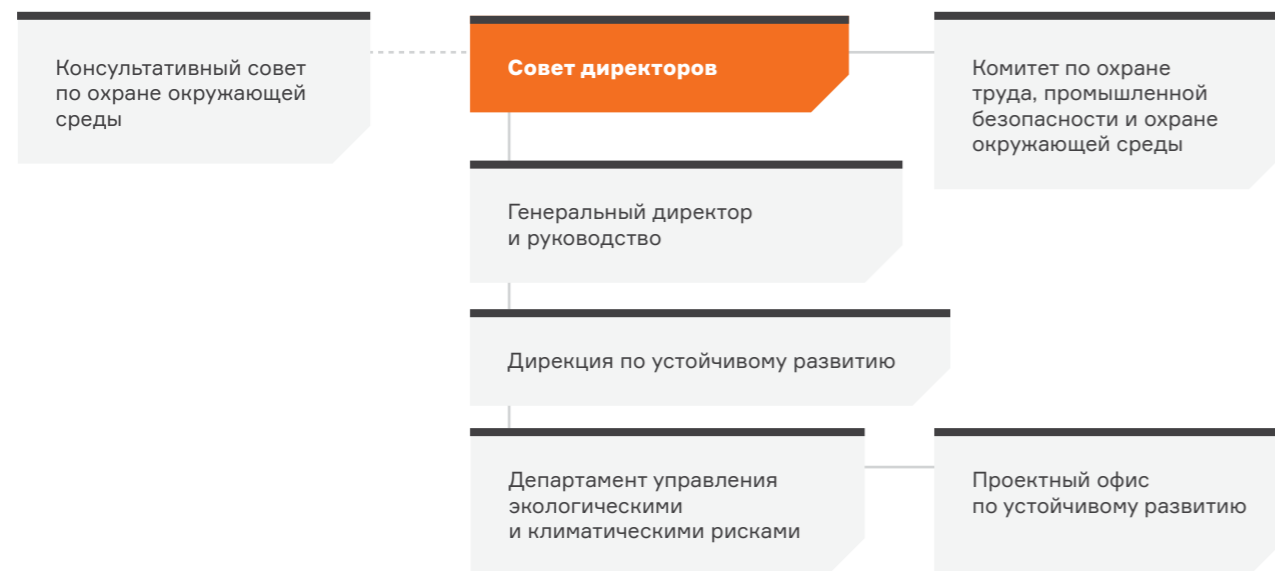 Консультативный совет
по охране окружающей
среды
Совет директоров
Комитет по охране
труда, промышленной
безопасности и охране
окружающей среды
Генеральный директор
и руководство
Дирекция по устойчивому развитию
Департамент управления
экологическими
и климатическими рисками
Проектный офис
по устойчивому развитию